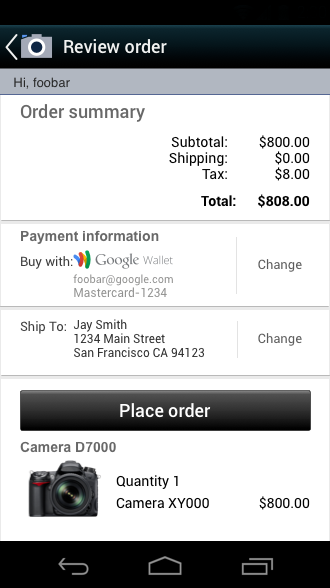 Review order
Hi, foobar
Order summary
Subtotal: $800.00
Shipping: $0.00
Tax: $8.00
Total: $808.00
Payment information
Buy with: Google Wallet
foobar@google.com
Mastercard-1234
Change
Ship To: Jay Smith
1234 Main Street
San Francisco CA 94123
Change
Place order
Camera D7000
Quantity 1
Camera XY000 $800.00